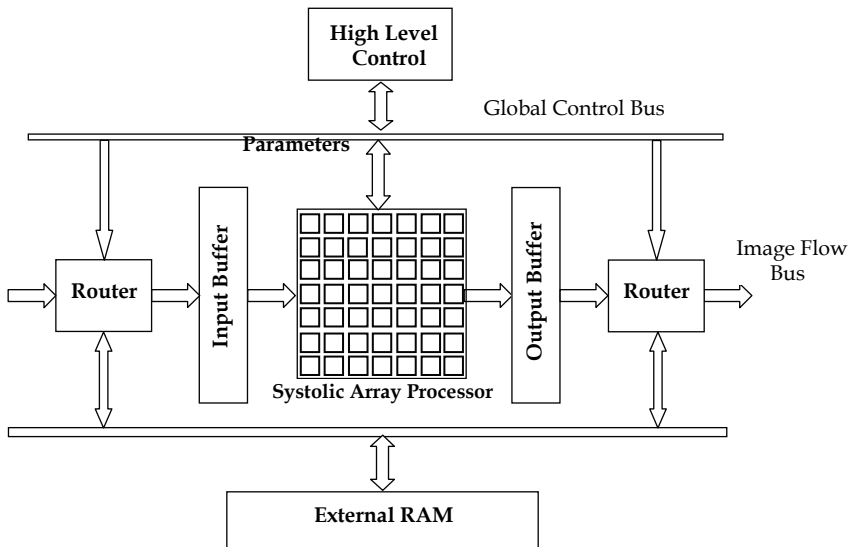 High Level
Control
Global Control Bus
Parameters
Input Buffer
Output Buffer
Image Flow
Bus
Router
Router
Systolic Array Processor
External RAM